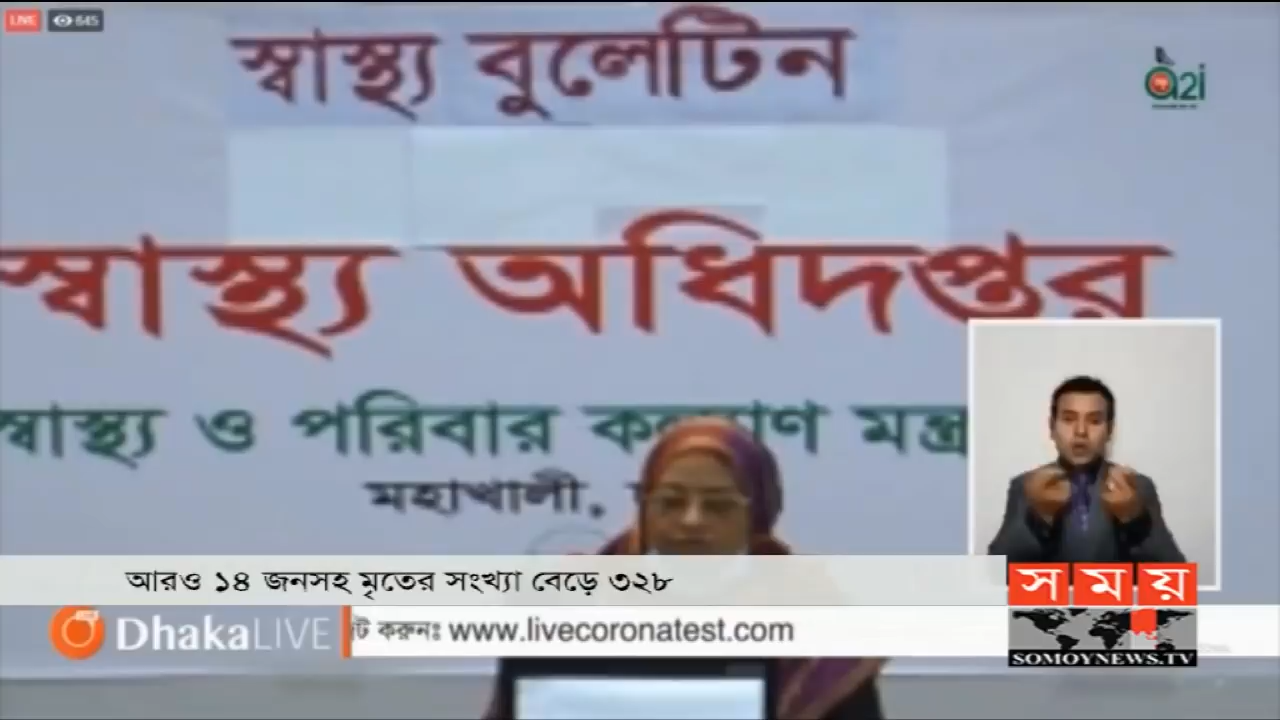 LIVE 645
স্বাস্থ্য বুলেটিন
a2i
স্বাস্থ্য অধিদপ্তর
স্বাস্থ্য ও পরিবার কল্যাণ মন্ত্র
মহাখালী,
আরও ১৪ জনসহ মৃতের সংখ্যা বেড়ে ৩২৮
DhakaLIVE
করুনঃ www.livecoronatest.com
সময়
SOMOYNEWS.TV